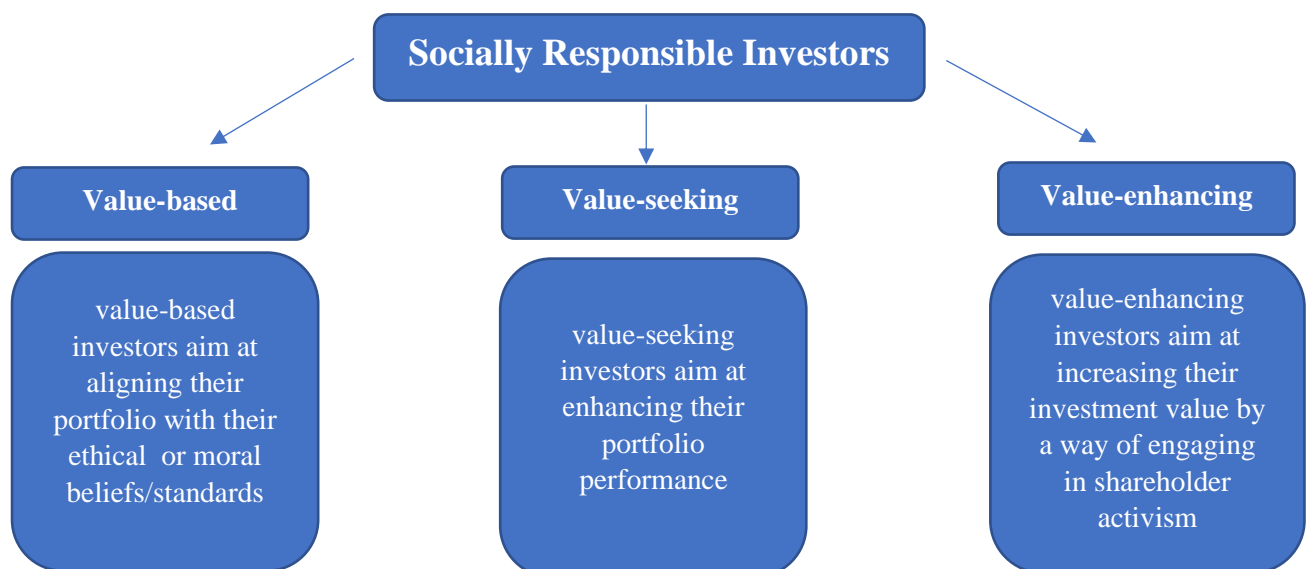 Socially Responsible Investors
Value-based
Value-seeking
Value-enhancing
value-based
investors aim at
aligning their
portfolio with their
ethical or moral
beliefs/standards
value-seeking
investors aim at
enhancing their
portfolio
performance
value-enhancing
investors aim at
increasing their
investment value by
a way of engaging
in shareholder
activism